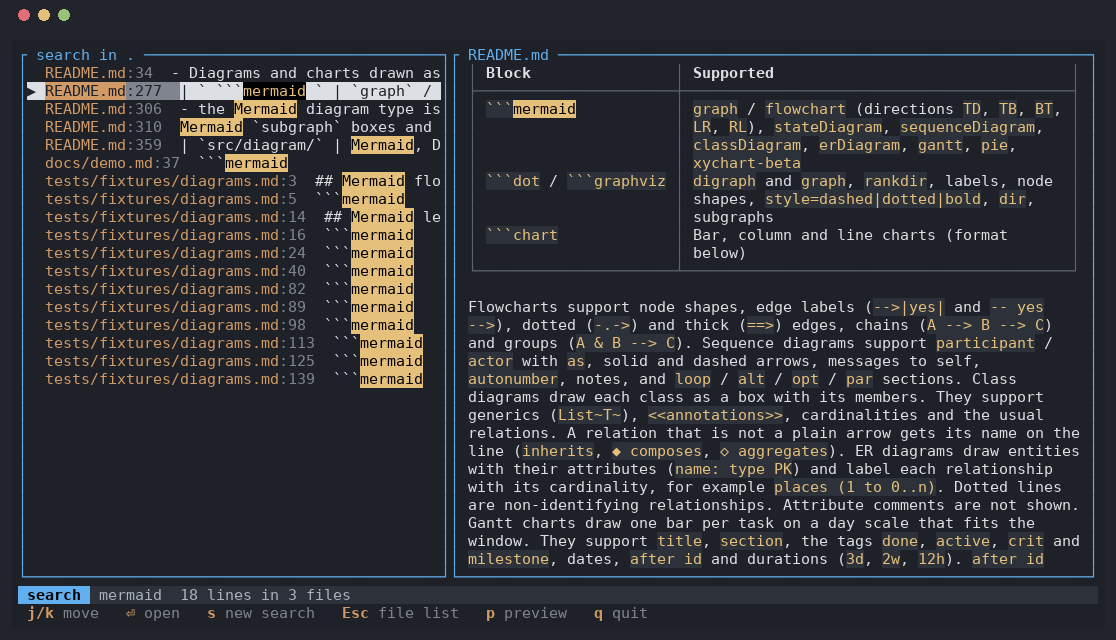 search in .
README.md:34  - Diagrams and charts drawn as
▶ README.md:277  | ` ```mermaid ` | `graph` /
README.md:306  - the Mermaid diagram type is
README.md:310  Mermaid `subgraph` boxes and
README.md:359  | `src/diagram/` | Mermaid, D
docs/demo.md:37  ```mermaid
tests/fixtures/diagrams.md:3  ## Mermaid flo
tests/fixtures/diagrams.md:5  ```mermaid
tests/fixtures/diagrams.md:14  ## Mermaid le
tests/fixtures/diagrams.md:16  ```mermaid
tests/fixtures/diagrams.md:24  ```mermaid
tests/fixtures/diagrams.md:40  ```mermaid
tests/fixtures/diagrams.md:82  ```mermaid
tests/fixtures/diagrams.md:89  ```mermaid
tests/fixtures/diagrams.md:98  ```mermaid
tests/fixtures/diagrams.md:113  ```mermaid
tests/fixtures/diagrams.md:125  ```mermaid
tests/fixtures/diagrams.md:139  ```mermaid
README.md
Block  Supported
```mermaid  graph / flowchart (directions TD, TB, BT,
LR, RL), stateDiagram, sequenceDiagram,
classDiagram, erDiagram, gantt, pie,
xychart-beta
```dot / ```graphviz  digraph and graph, rankdir, labels, node
shapes, style=dashed|dotted|bold, dir,
subgraphs
```chart  Bar, column and line charts (format
below)
Flowcharts support node shapes, edge labels (-->|yes| and -- yes
-->), dotted (-.->) and thick (==>) edges, chains (A --> B --> C)
and groups (A & B --> C). Sequence diagrams support participant /
actor with as, solid and dashed arrows, messages to self,
autonumber, notes, and loop / alt / opt / par sections. Class
diagrams draw each class as a box with its members. They support
generics (List~T~), <<annotations>>, cardinalities and the usual
relations. A relation that is not a plain arrow gets its name on the
line (inherits, ◆ composes, ◇ aggregates). ER diagrams draw entities
with their attributes (name: type PK) and label each relationship
with its cardinality, for example places (1 to 0..n). Dotted lines
are non-identifying relationships. Attribute comments are not shown.
Gantt charts draw one bar per task on a day scale that fits the
window. They support title, section, the tags done, active, crit and
milestone, dates, after id and durations (3d, 2w, 12h). after id
search  mermaid  18 lines in 3 files
j/k move  ⏎ open  s new search  Esc file list  p preview  q quit